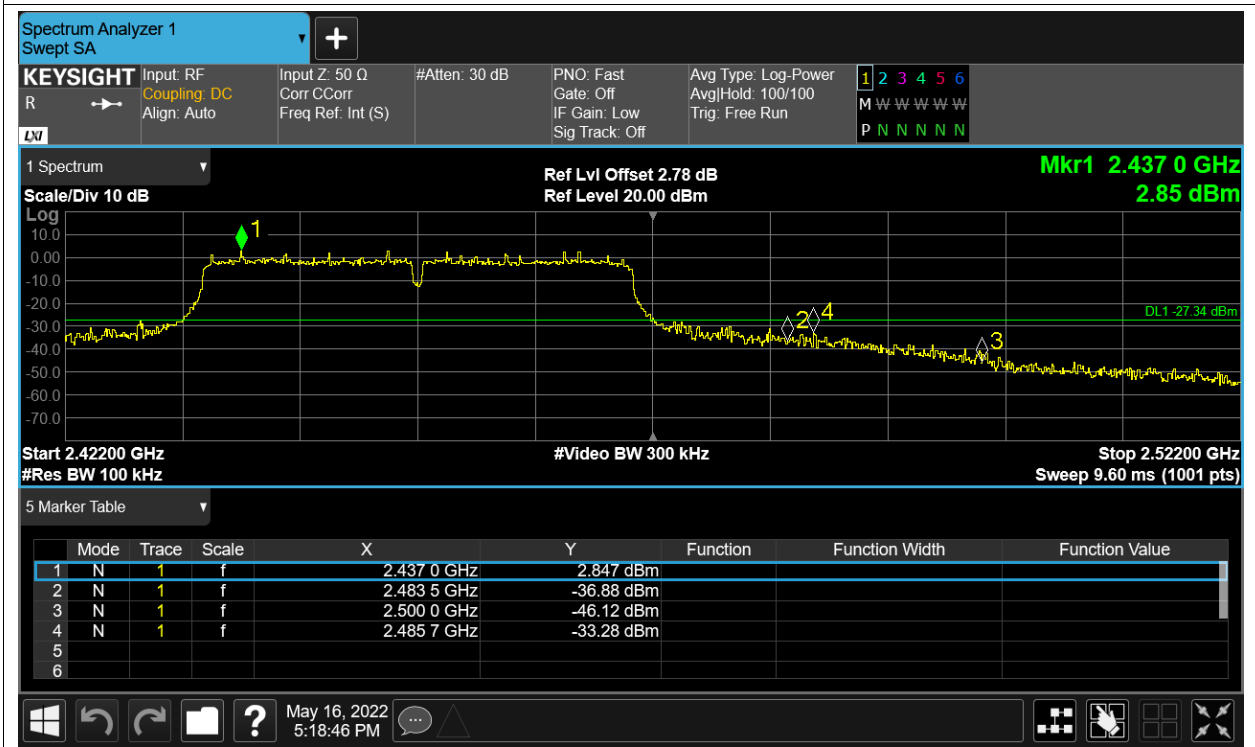 Spectrum Analyzer 1
Swept SA
+
KEYSIGHT Input: RF Input Z: 50 Ω #Atten: 30 dB PNO: Fast Avg Type: Log-Power 1 2 3 4 5 6
R Coupling: DC Corr CCorr Gate: Off Avg|Hold: 100/100 M W W W W W
Align: Auto Freq Ref: Int (S) IF Gain: Low Trig: Free Run
LXI Sig Track: Off P N N N N N
1 Spectrum Ref Lvl Offset 2.78 dB Mkr1 2.437 0 GHz
Scale/Div 10 dB Ref Level 20.00 dBm 2.85 dBm
Log
10.0 1
0.00
-10.0
-20.0
DL1 -27.34 dBm
-30.0 2 4
-40.0 3
-50.0
-60.0
-70.0
Start 2.42200 GHz #Video BW 300 kHz Stop 2.52200 GHz
#Res BW 100 kHz Sweep 9.60 ms (1001 pts)
5 Marker Table
Mode Trace Scale X Y Function Function Width Function Value
1 N 1 f 2.437 0 GHz 2.847 dBm
2 N 1 f 2.483 5 GHz -36.88 dBm
3 N 1 f 2.500 0 GHz -46.12 dBm
4 N 1 f 2.485 7 GHz -33.28 dBm
5
6
? May 16, 2022
5:18:46 PM